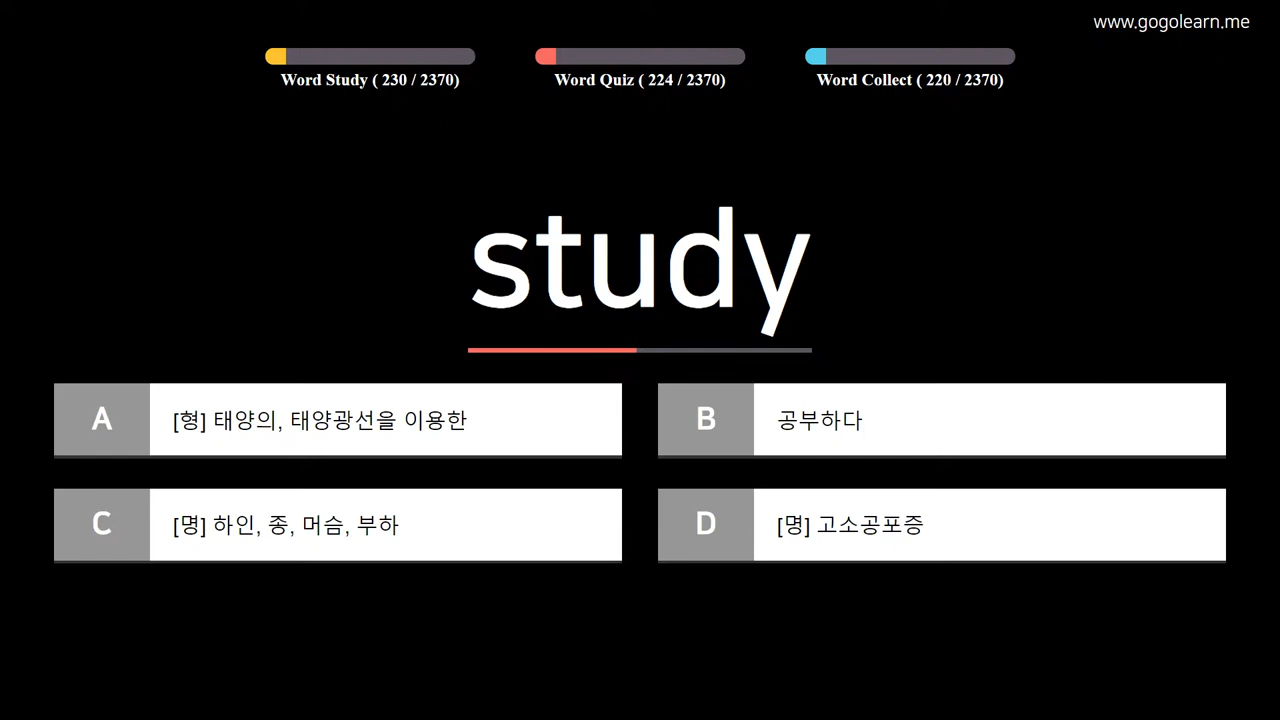 www.gogolearn.me
Word Study ( 230 / 2370)
Word Quiz ( 224 / 2370)
Word Collect ( 220 / 2370)
study
A [형] 태양의, 태양광선을 이용한
B 공부하다
C [명] 하인, 종, 머슴, 부하
D [명] 고소공포증